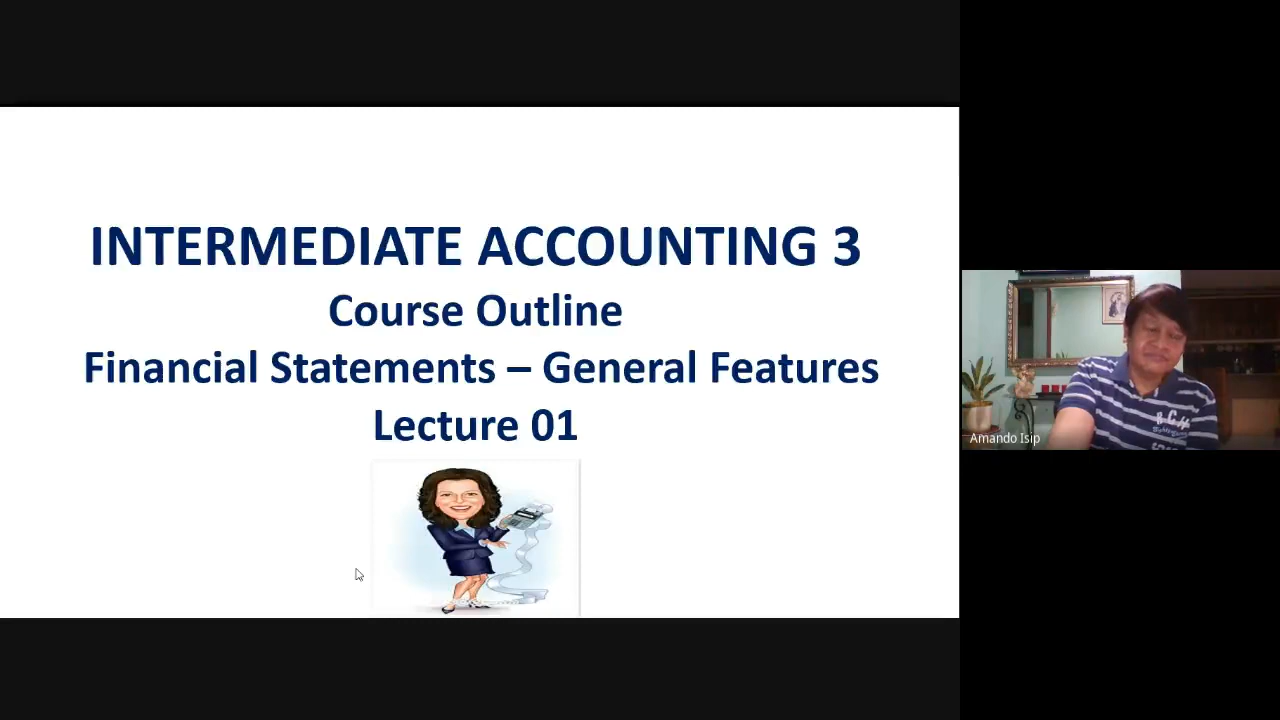 INTERMEDIATE ACCOUNTING 3
Course Outline
Financial Statements – General Features
Lecture 01
Amando Isip